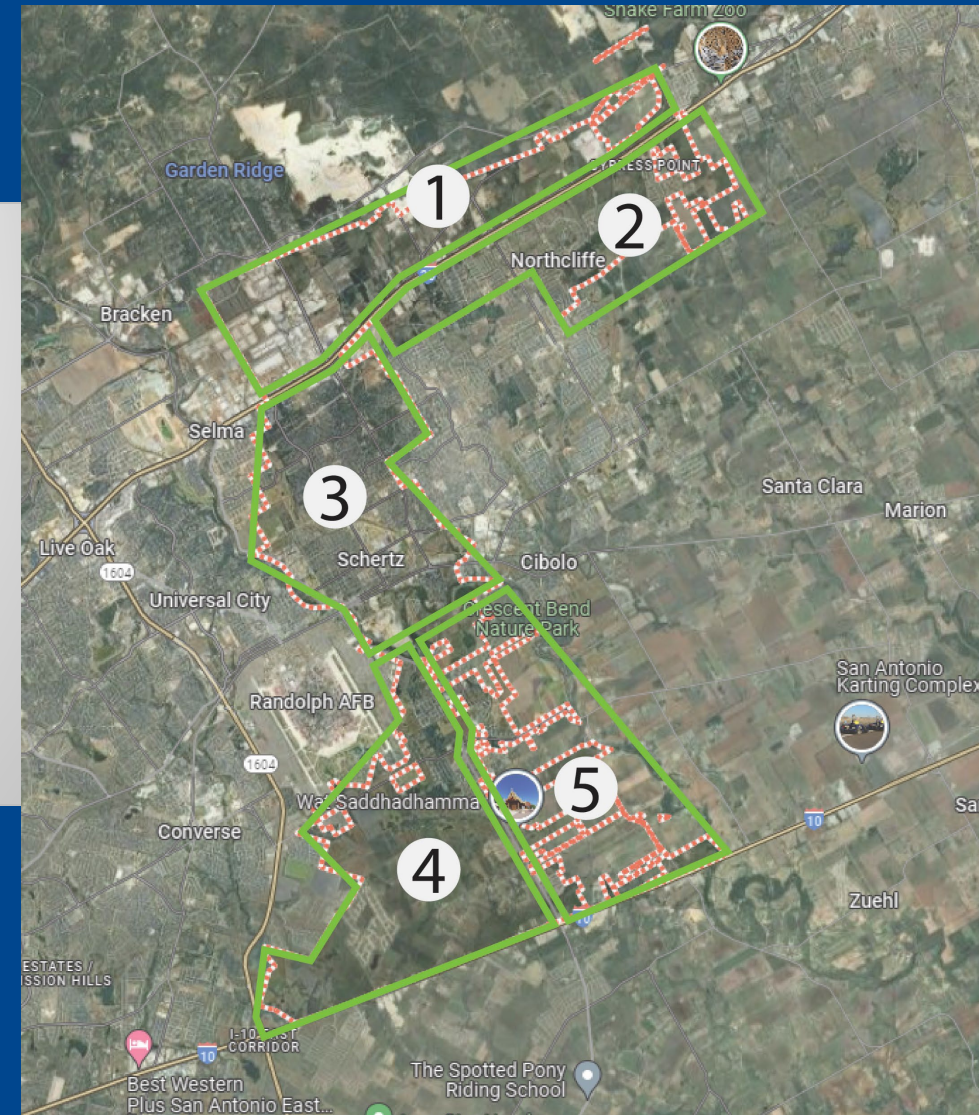 Snake Farm Zoo
Garden Ridge
1
CYPRESS POINT
2
Northcliffe
Bracken
Selma
3
Santa Clara
Marion
Live Oak
1604
Schertz
Cibolo
Universal City
Crescent Bend
Nature Park
San Antonio
Karting Complex
Randolph AFB
1604
Wat Saddhadhamma
5
10
Sa
Converse
4
Zuehl
10
ESTATES /
SSION HILLS
I-10 EAST
CORRIDOR
10
The Spotted Pony
Riding School
Best Western
Plus San Antonio East...